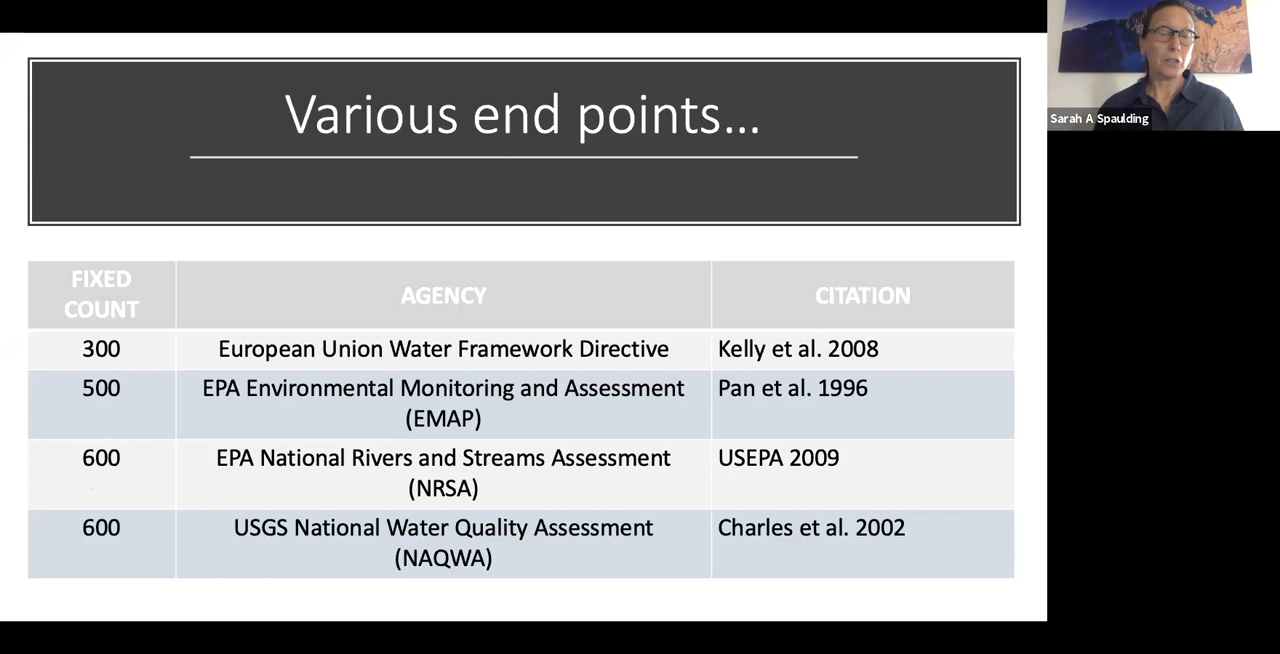 Various end points...
Sarah A Spaulding
FIXED
COUNT
AGENCY
CITATION
300
European Union Water Framework Directive
Kelly et al. 2008
500
EPA Environmental Monitoring and Assessment
(EMAP)
Pan et al. 1996
600
EPA National Rivers and Streams Assessment
(NRSA)
USEPA 2009
600
USGS National Water Quality Assessment
(NAQWA)
Charles et al. 2002